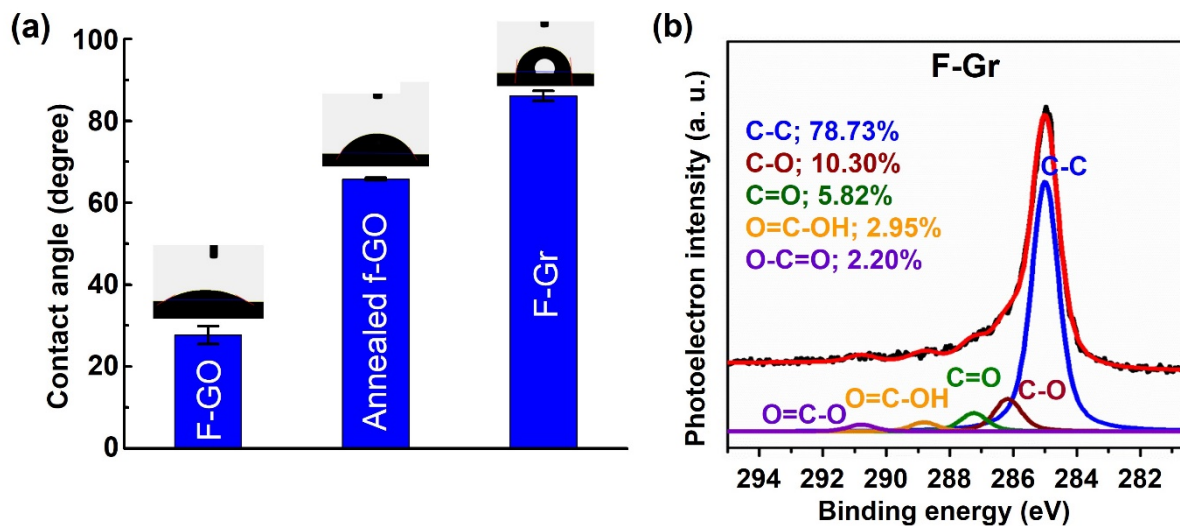 (a)
100
80
60
40
20
0
Contact angle (degree)
F-GO
Annealed f-GO
F-Gr
(b)
F-Gr
C-C; 78.73%
C-O; 10.30%
C=O; 5.82%
O=C-OH; 2.95%
O-C=O; 2.20%
C-C
O=C-O
O=C-OH
C=O
C-O
Photoelectron intensity (a. u.)
294 292 290 288 286 284 282
Binding energy (eV)